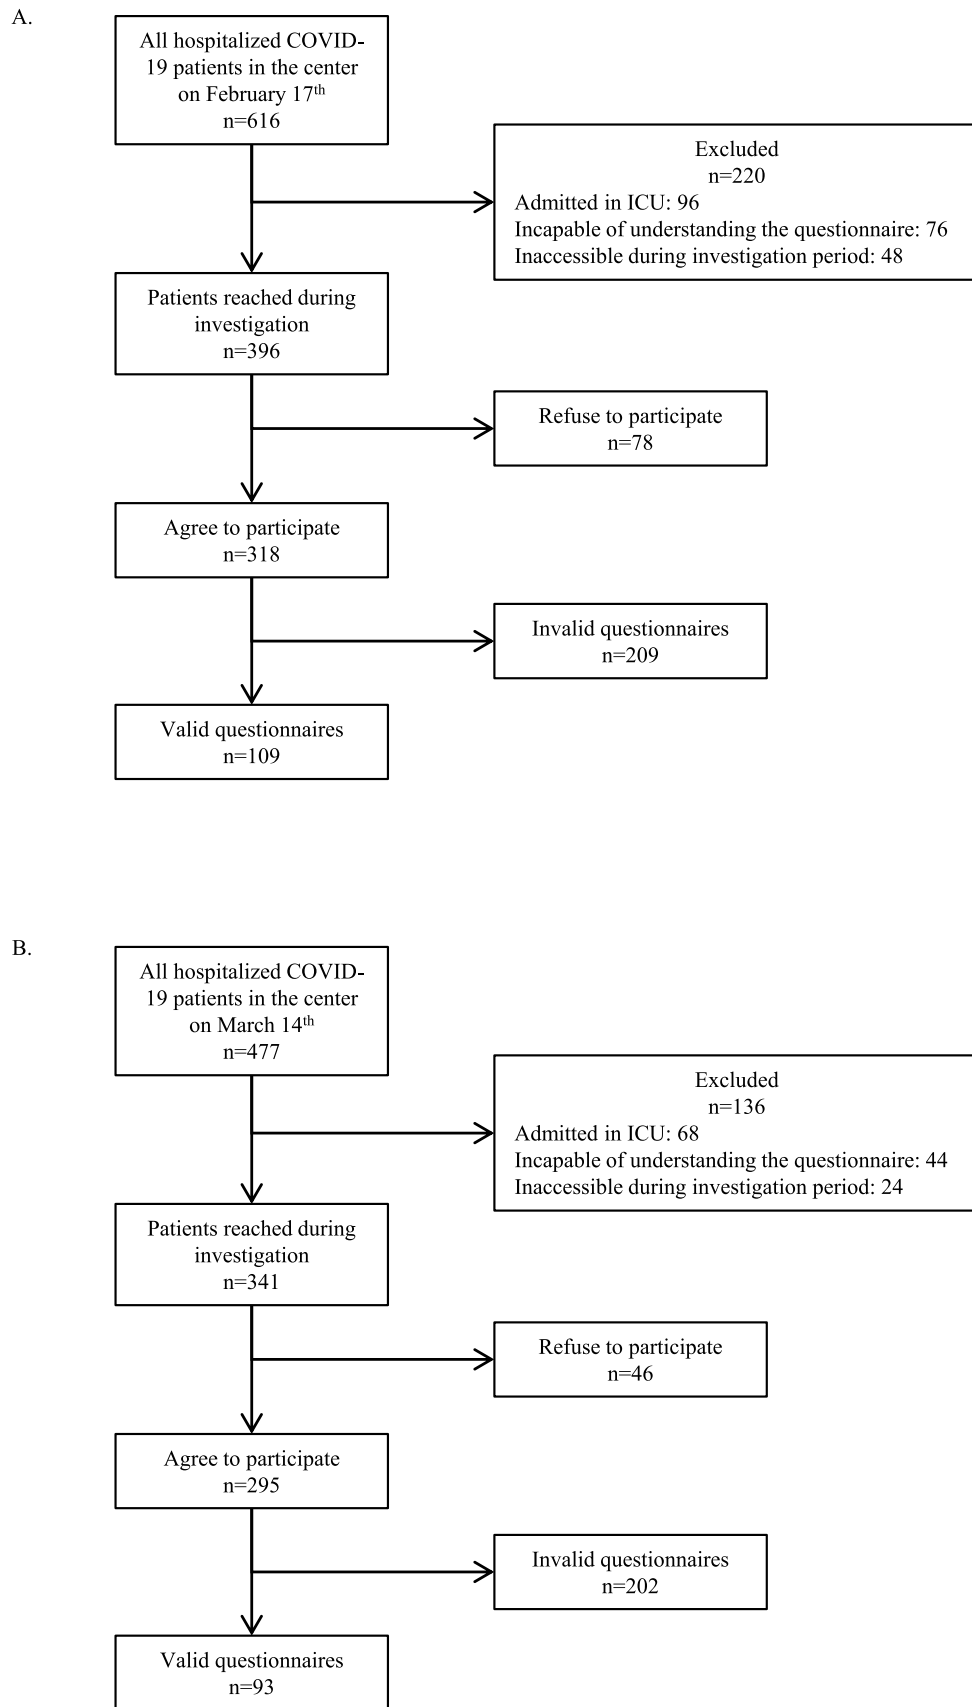 A.
All hospitalized COVID-
19 patients in the center
on February 17th
n=616
Excluded
n=220
Admitted in ICU: 96
Incapable of understanding the questionnaire: 76
Inaccessible during investigation period: 48
Patients reached during
investigation
n=396
Refuse to participate
n=78
Agree to participate
n=318
Invalid questionnaires
n=209
Valid questionnaires
n=109
B.
All hospitalized COVID-
19 patients in the center
on March 14th
n=477
Excluded
n=136
Admitted in ICU: 68
Incapable of understanding the questionnaire: 44
Inaccessible during investigation period: 24
Patients reached during
investigation
n=341
Refuse to participate
n=46
Agree to participate
n=295
Invalid questionnaires
n=202
Valid questionnaires
n=93